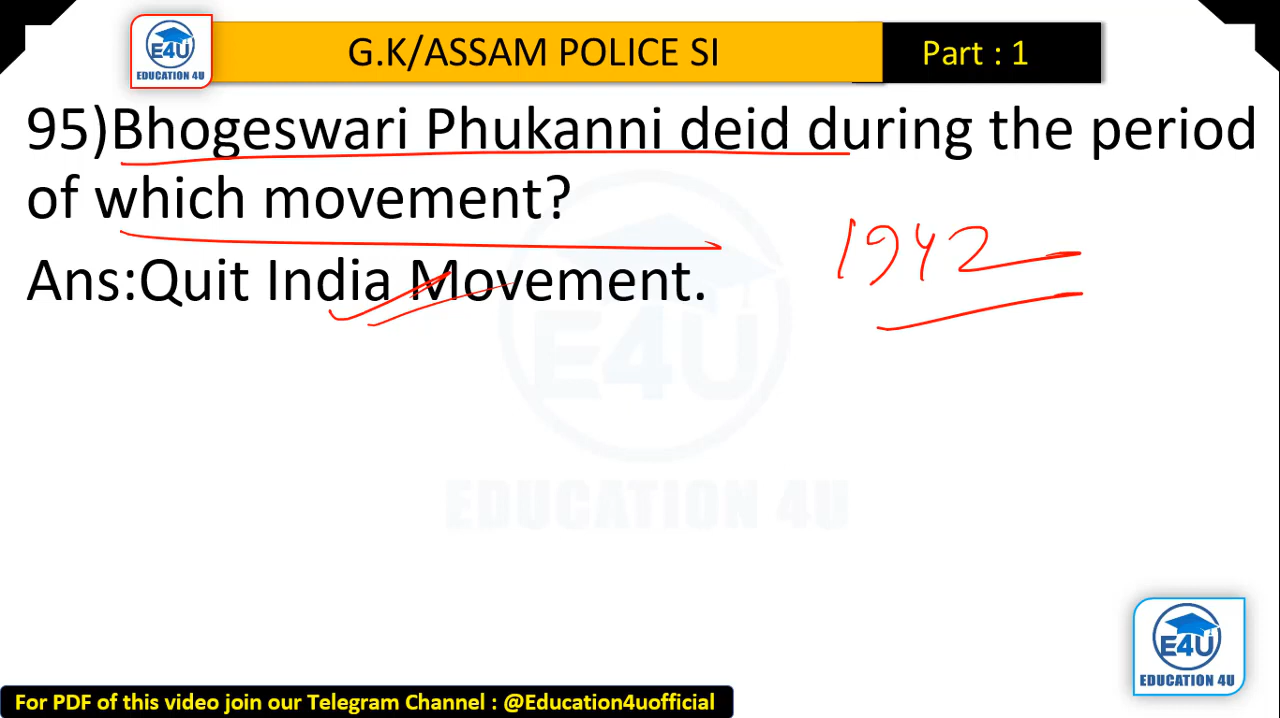 E4U
EDUCATION 4U
G.K/ASSAM POLICE SI
Part : 1
95)Bhogeswari Phukanni deid during the period
of which movement?
1942
Ans:Quit India Movement.
E4U
EDUCATION 4U
E4U
EDUCATION 4U
For PDF of this video join our Telegram Channel : @Education4uofficial